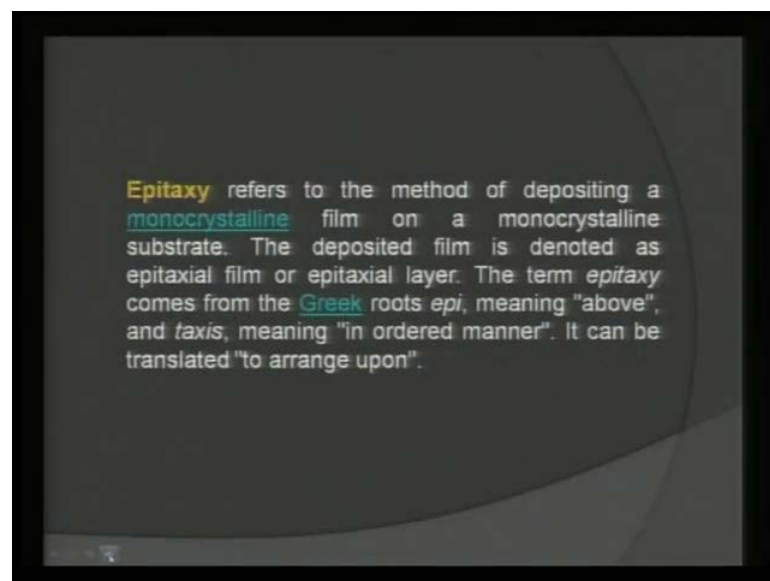 Epitaxy refers to the method of depositing a
monocrystalline film on a monocrystalline
substrate. The deposited film is denoted as
epitaxial film or epitaxial layer. The term epitaxy
comes from the Greek roots epi, meaning "above",
and taxis, meaning "in ordered manner". It can be
translated "to arrange upon".